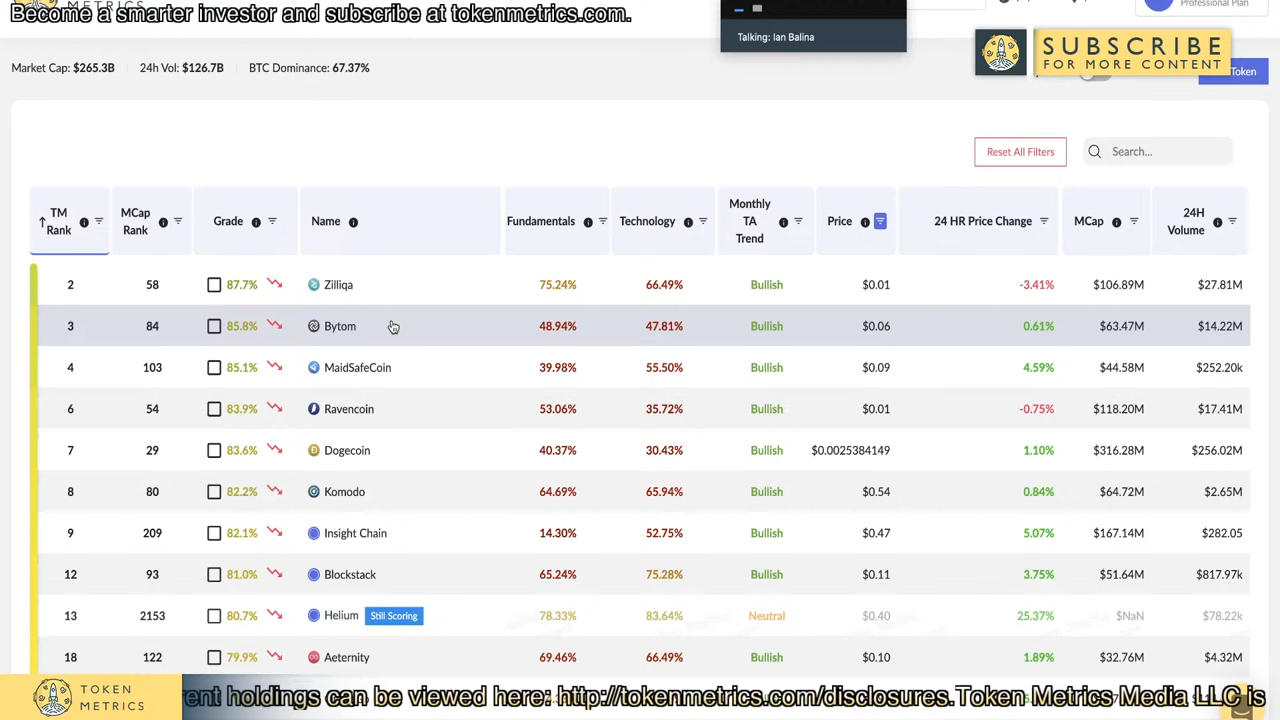 METRICS
Become a smarter investor and subscribe at tokenmetrics.com.
Professional Plan
Talking: Ian Balina
SUBSCRIBE
FOR MORE CONTENT
Token
Market Cap: $265.3B 24h Vol: $126.7B BTC Dominance: 67.37%
Reset All Filters Search...
TM Rank MCap Rank Grade Name Fundamentals Technology Monthly TA Trend Price 24 HR Price Change MCap 24H Volume
2 58 87.7% Zilliqa 75.24% 66.49% Bullish $0.01 -3.41% $106.89M $27.81M
3 84 85.8% Bytom 48.94% 47.81% Bullish $0.06 0.61% $63.47M $14.22M
4 103 85.1% MaidSafeCoin 39.98% 55.50% Bullish $0.09 4.59% $44.58M $252.20k
6 54 83.9% Ravencoin 53.06% 35.72% Bullish $0.01 -0.75% $118.20M $17.41M
7 29 83.6% Dogecoin 40.37% 30.43% Bullish $0.0025384149 1.10% $316.28M $256.02M
8 80 82.2% Komodo 64.69% 65.94% Bullish $0.54 0.84% $64.72M $2.65M
9 209 82.1% Insight Chain 14.30% 52.75% Bullish $0.47 5.07% $167.14M $282.05
12 93 81.0% Blockstack 65.24% 75.28% Bullish $0.11 3.75% $51.64M $817.97k
13 2153 80.7% Helium Still Scoring 78.33% 83.64% Neutral $0.40 25.37% $NaN $78.22k
18 122 79.9% Aeternity 69.46% 66.49% Bullish $0.10 1.89% $32.76M $4.32M
TOKEN
METRICS
rent holdings can be viewed here: http://tokenmetrics.com/disclosures.Token Metrics Media LLC is